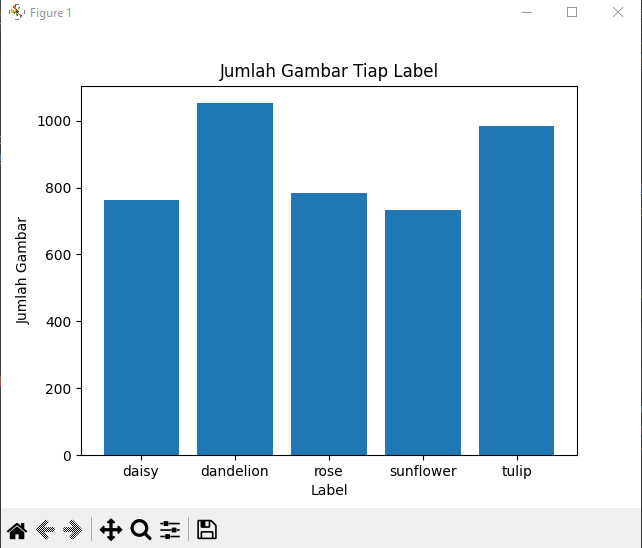 Figure 1
Jumlah Gambar Tiap Label
1000
800
600
400
200
0
Jumlah Gambar
daisy dandelion rose sunflower tulip
Label